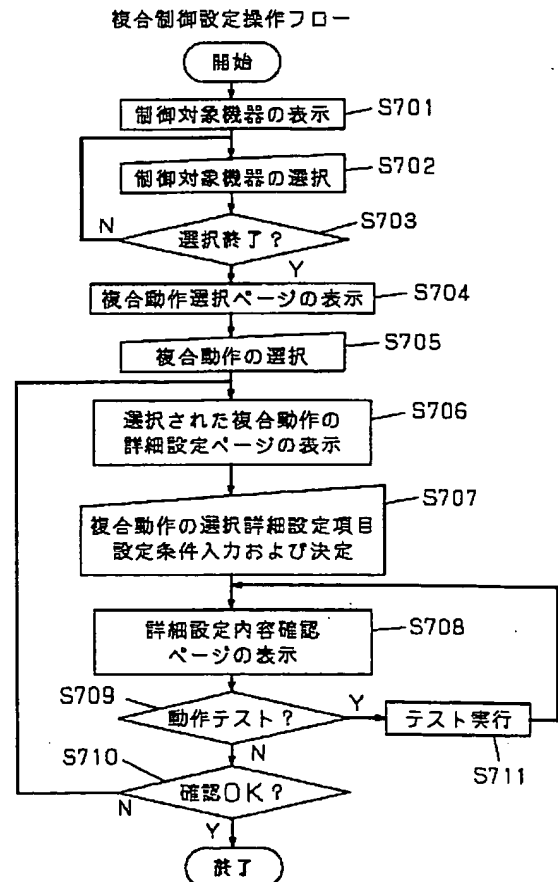 複合制御設定操作フロー
開始
制御対象機器の表示
S701
制御対象機器の選択
S702
選択終了?
S703
N
Y
複合動作選択ページの表示
S704
複合動作の選択
S705
選択された複合動作の
詳細設定ページの表示
S706
複合動作の選択詳細設定項目
設定条件入力および決定
S707
詳細設定内容確認
ページの表示
S708
S709
動作テスト?
Y
テスト実行
S711
N
S710
確認OK?
N
Y
終了